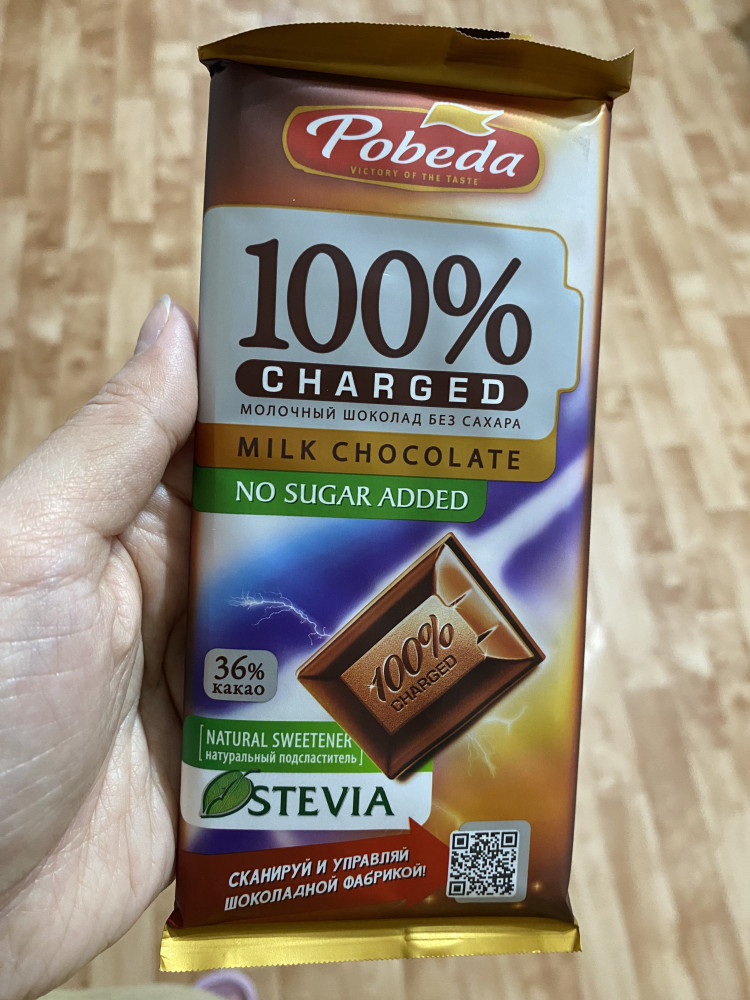 Pobeda
VICTORY OF THE TASTE
100%
CHARGED
МОЛОЧНЫЙ ШОКОЛАД БЕЗ САХАРА
MILK CHOCOLATE
NO SUGAR ADDED
100%
CHARGED
36%
какао
NATURAL SWEETENER
натуральный подсластитель
STEVIA
СКАНИРУЙ И УПРАВЛЯЙ
ШОКОЛАДНОЙ ФАБРИКОЙ!